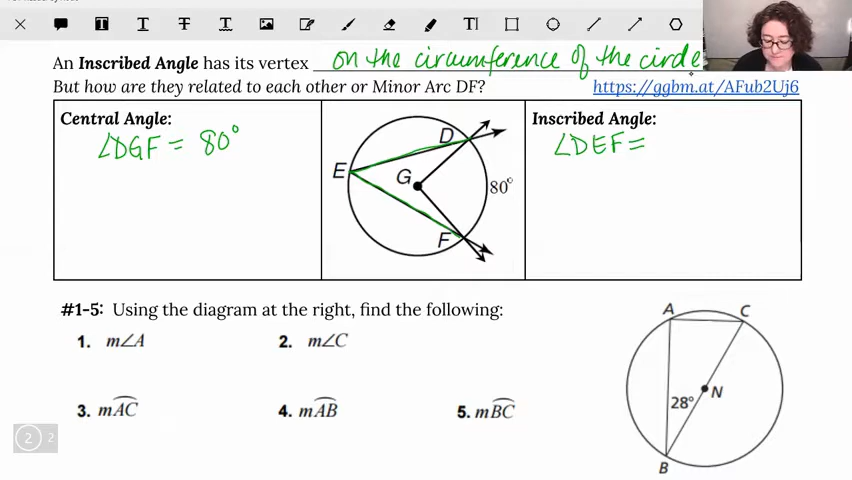 An Inscribed Angle has its vertex on the circumference of the circle
But how are they related to each other or Minor Arc DF? https://ggbm.at/AFub2Uj6
Central Angle:
∠DGF = 80°
D
E
G
80°
F
Inscribed Angle:
∠DEF =
#1-5: Using the diagram at the right, find the following:
1. m∠A
2. m∠C
3. mAC
4. mAB
5. mBC
A
C
N
28°
B
2 2